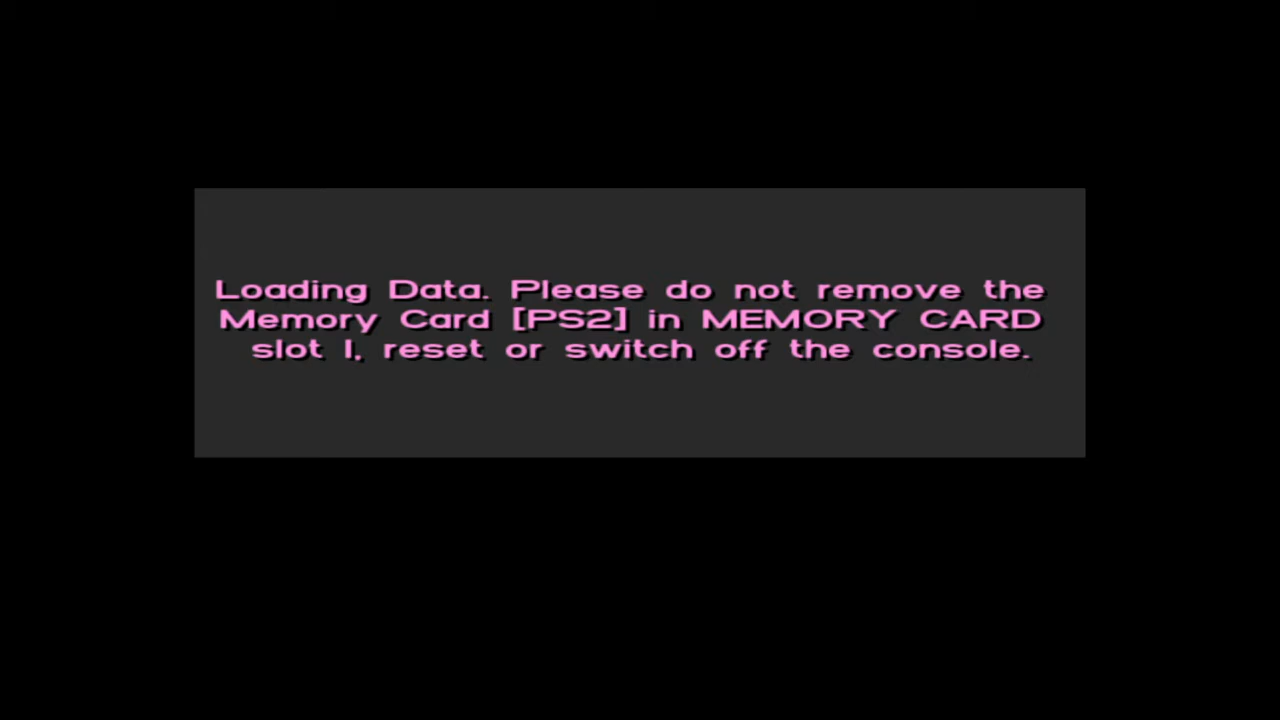 Loading Data. Please do not remove the
Memory Card [PS2] in MEMORY CARD
slot 1, reset or switch off the console.